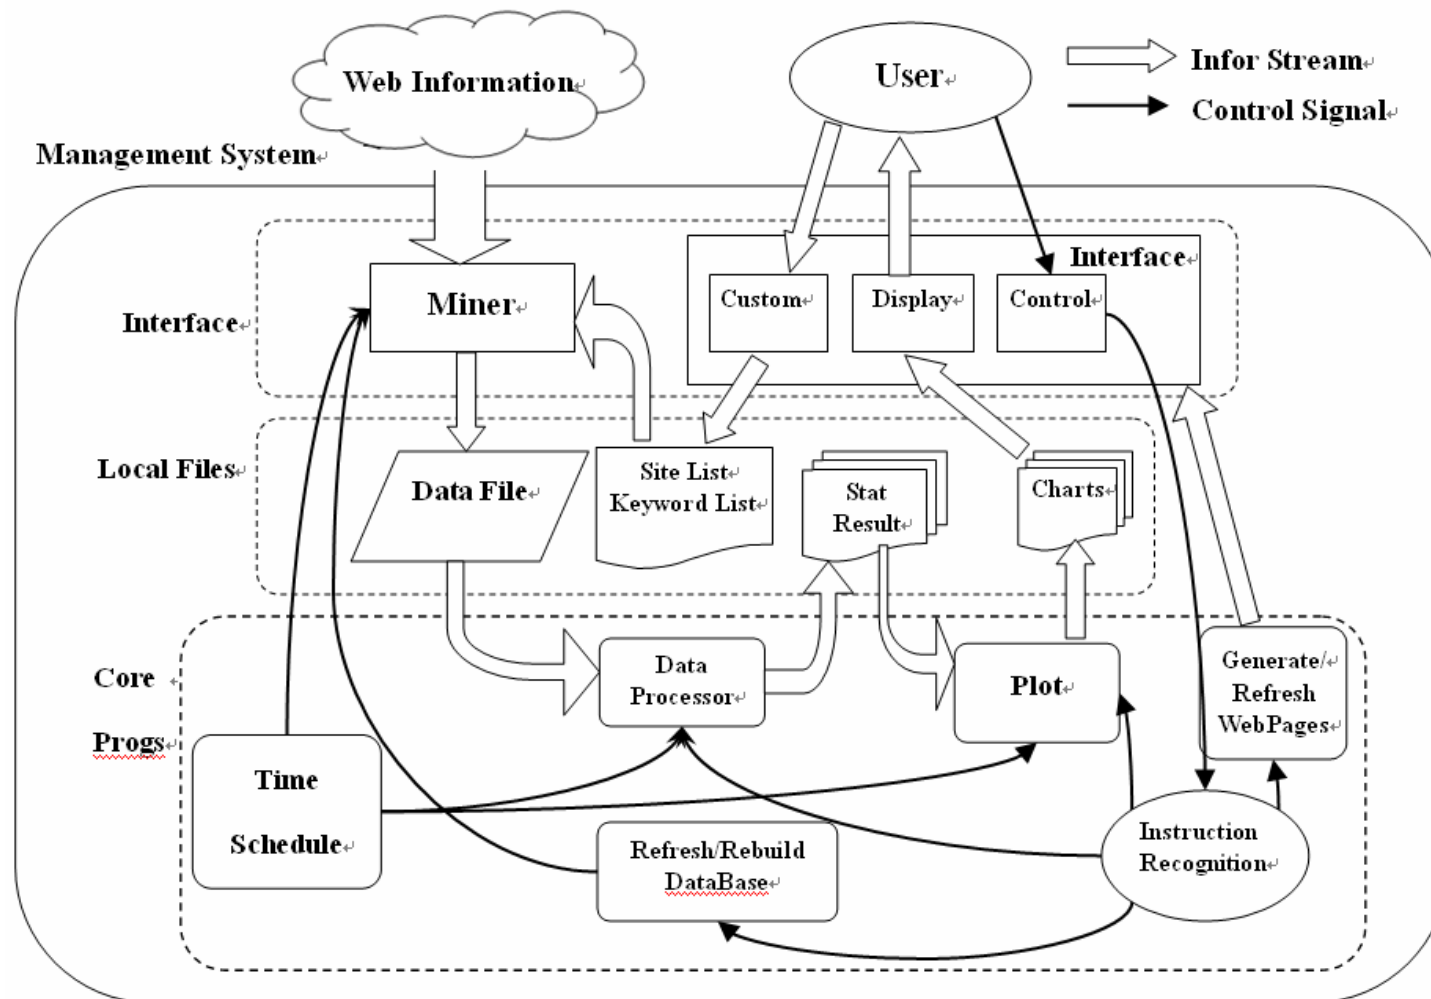 Web Information
User
Infor Stream
Control Signal
Management System
Interface
Interface
Miner
Custom
Display
Control
Local Files
Data File
Site List
Keyword List
Stat
Result
Charts
Core
Progs
Data
Processor
Plot
Generate/
Refresh
WebPages
Time
Schedule
Refresh/Rebuild
DataBase
Instruction
Recognition